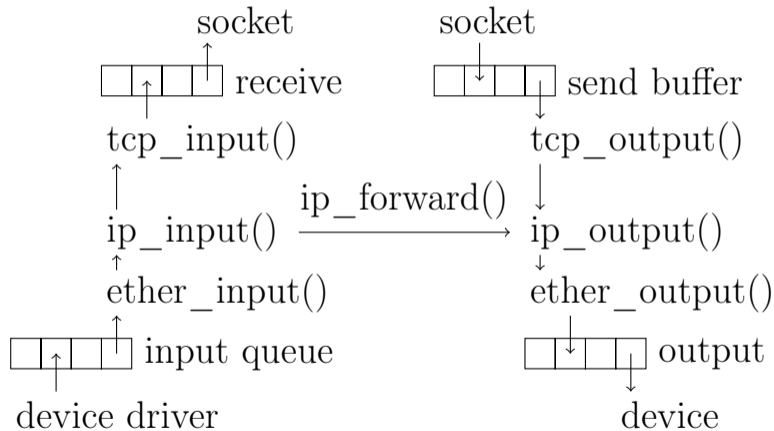 socket socket
receive send buffer
tcp_input() tcp_output()
ip_forward()
ip_input() ip_output()
ether_input() ether_output()
input queue output
device driver device